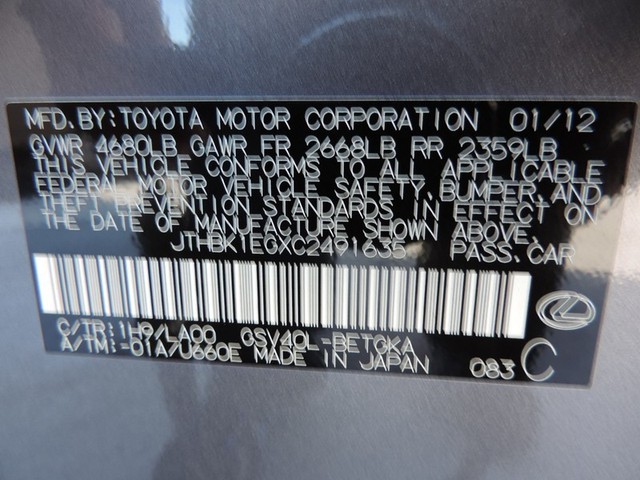 MFD. BY: TOYOTA MOTOR CORPORATION 01/12
GVWR 4680LB GAWR FR 2668LB RR 2359LB
THIS VEHICLE CONFORMS TO ALL APPLICABLE
FEDERAL MOTOR VEHICLE SAFETY, BUMPER, AND
THEFT PREVENTION STANDARDS IN EFFECT ON
THE DATE OF MANUFACTURE SHOWN ABOVE.
JTHBK1EGXC2491635 PASS. CAR
C/TR: 1H9/LA00 GSV40L-BETGKA
A/TM: -01A/U660E MADE IN JAPAN 083 C